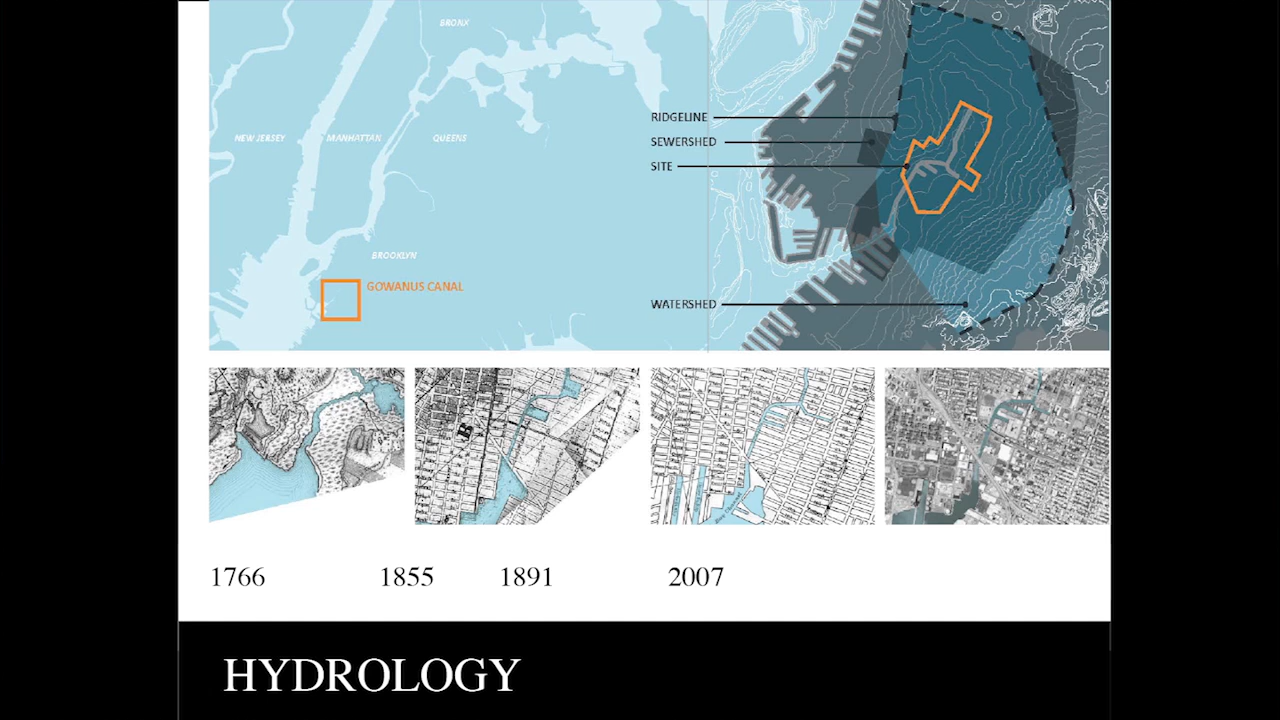 BRONX
NEW JERSEY
MANHATTAN
QUEENS
BROOKLYN
GOWANUS CANAL
RIDGELINE
SEWERSHED
SITE
WATERSHED
B
1766
1855
1891
2007
HYDROLOGY